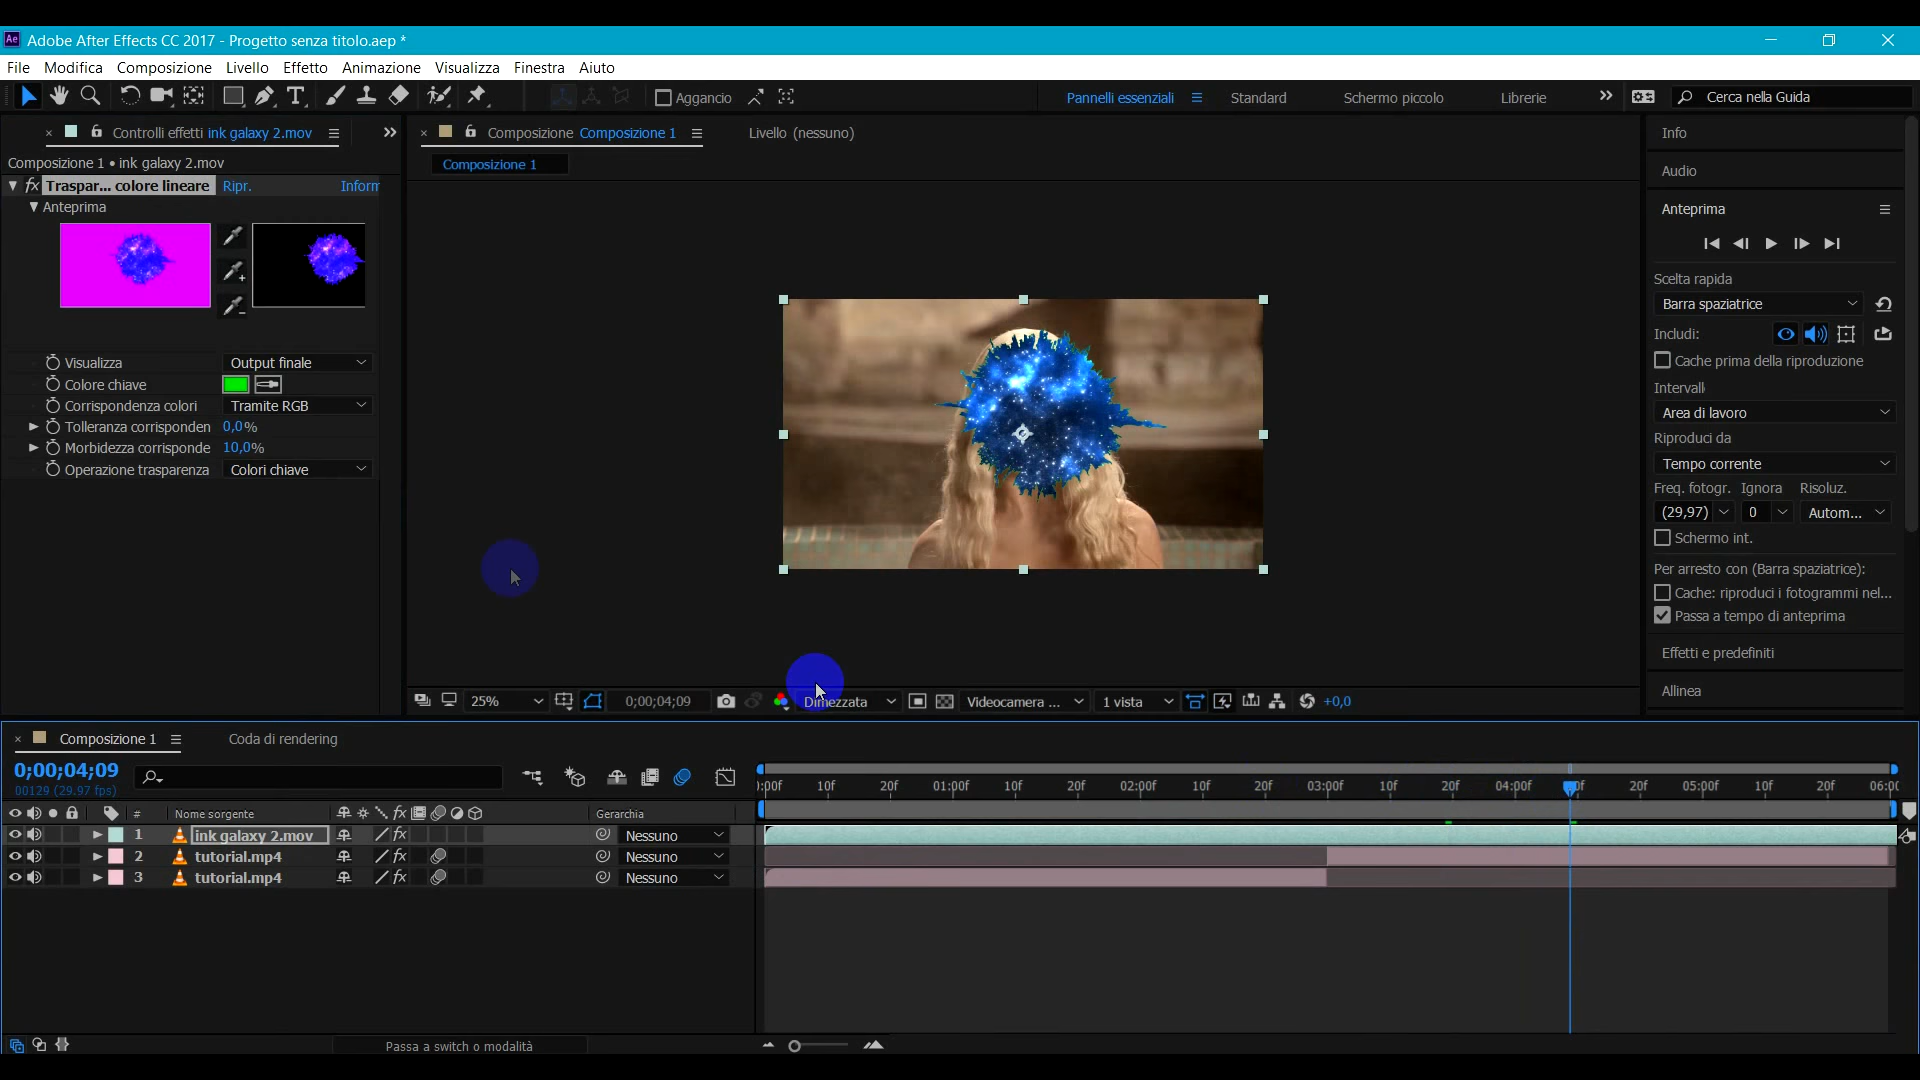 Ae Adobe After Effects CC 2017 - Progetto senza titolo.aep *
File Modifica Composizione Livello Effetto Animazione Visualizza Finestra Aiuto
Aggancio Pannelli essenziali Standard Schermo piccolo Librerie Cerca nella Guida
Controlli effetti ink galaxy 2.mov
Composizione 1 • ink galaxy 2.mov
fx Traspar... colore lineare Ripr. Inform
Anteprima
Visualizza Output finale
Colore chiave
Corrispondenza colori Tramite RGB
Tolleranza corrisponden 0,0%
Morbidezza corrisponde 10,0%
Operazione trasparenza Colori chiave
Composizione Composizione 1 Livello (nessuno)
Composizione 1
25% 0;00;04;09 Dimezzata Videocamera ... 1 vista +0,0
Info
Audio
Anteprima
Scelta rapida
Barra spaziatrice
Includi:
Cache prima della riproduzione
Intervall
Area di lavoro
Riproduci da
Tempo corrente
Freq. fotogr. Ignora Risoluz.
(29,97) 0 Autom...
Schermo int.
Per arresto con (Barra spaziatrice):
Cache: riproduci i fotogrammi nel...
Passa a tempo di anteprima
Effetti e predefiniti
Allinea
Composizione 1 Coda di rendering
0;00;04;09
00129 (29.97 fps)
# Nome sorgente fx Gerarchia
1 ink galaxy 2.mov fx Nessuno
2 tutorial.mp4 fx Nessuno
3 tutorial.mp4 fx Nessuno
):00f 10f 20f 01:00f 10f 20f 02:00f 10f 20f 03:00f 10f 20f 04:00f 20f 05:00f 10f 20f 06:00
Passa a switch o modalità